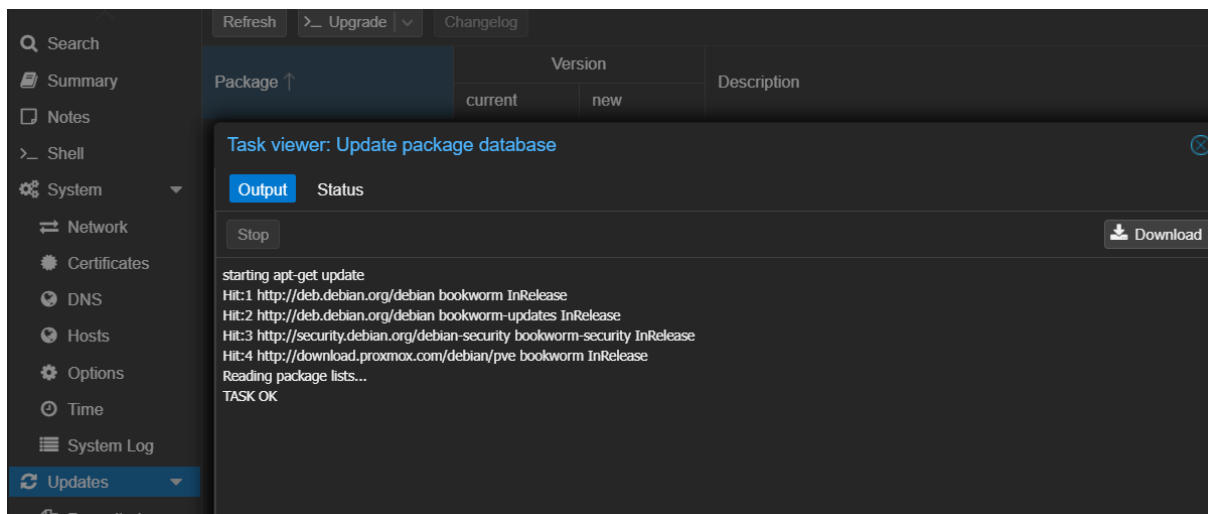 Refresh >_ Upgrade Changelog
Search
Summary
Notes
>_ Shell
System
Network
Certificates
DNS
Hosts
Options
Time
System Log
Updates
Package ↑
Version
current new
Description
Task viewer: Update package database
Output Status
Stop
Download
starting apt-get update
Hit:1 http://deb.debian.org/debian bookworm InRelease
Hit:2 http://deb.debian.org/debian bookworm-updates InRelease
Hit:3 http://security.debian.org/debian-security bookworm-security InRelease
Hit:4 http://download.proxmox.com/debian/pve bookworm InRelease
Reading package lists...
TASK OK